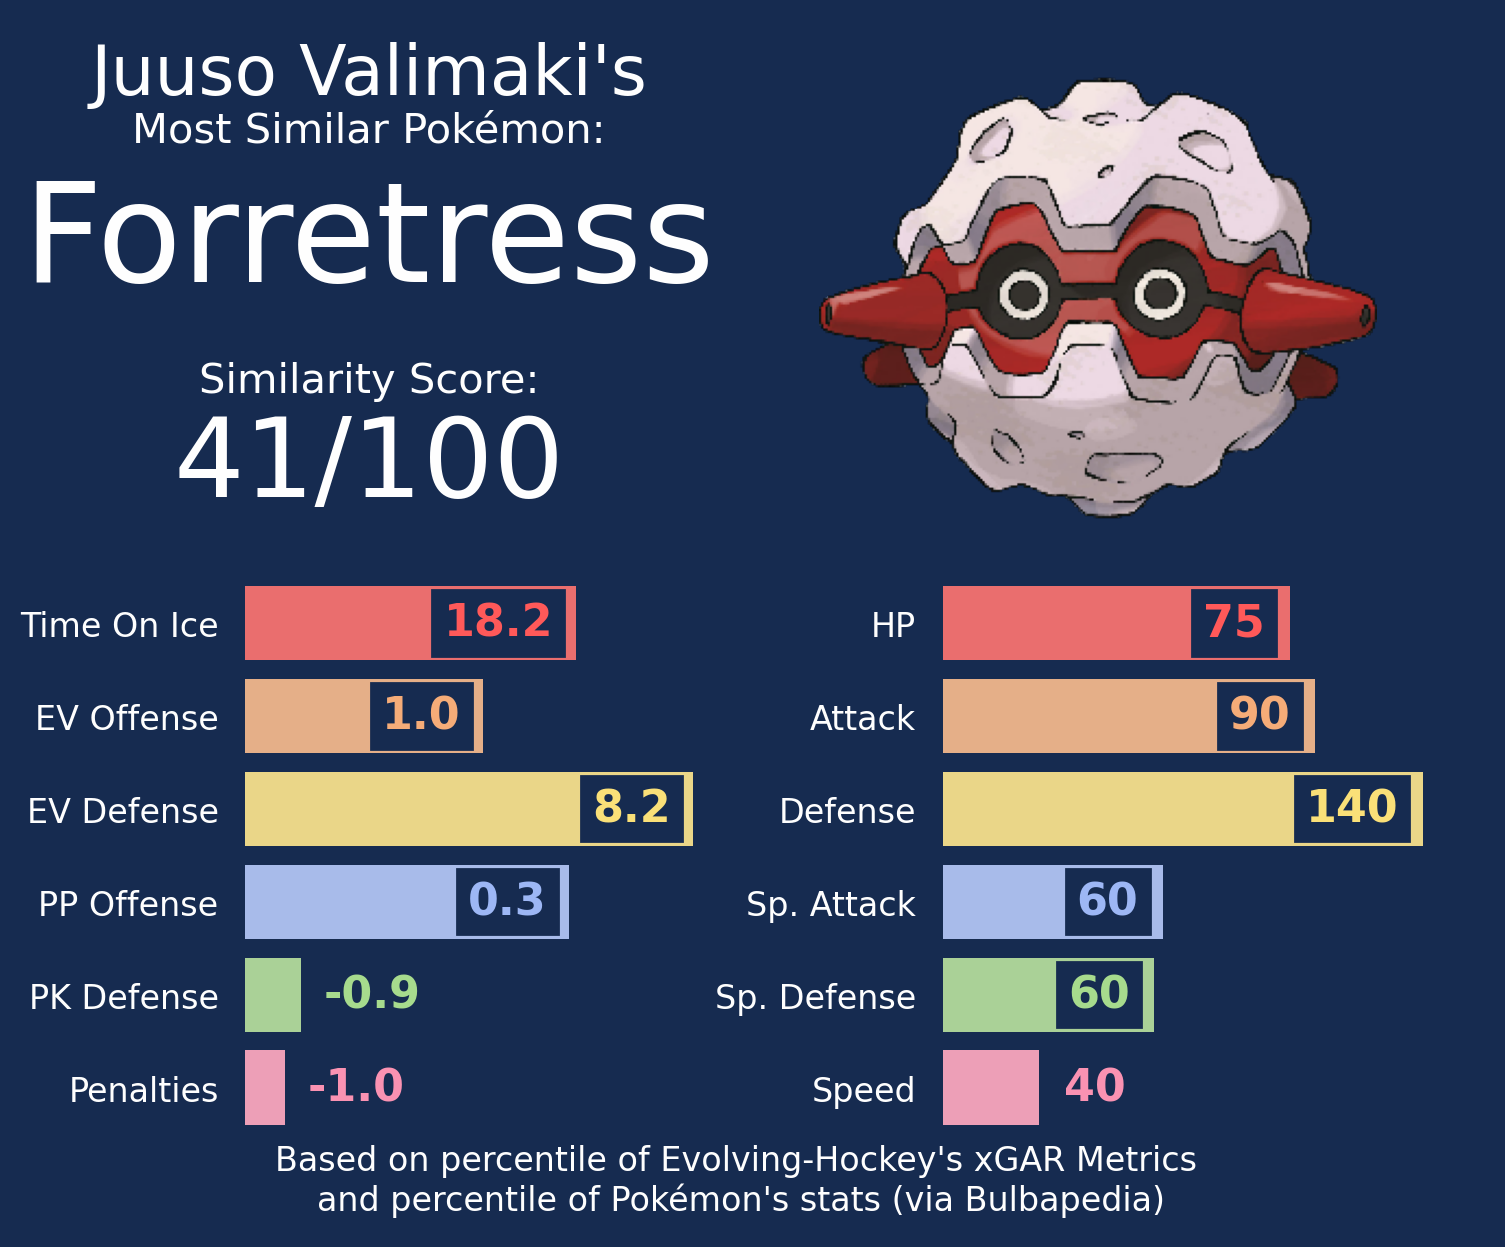 Juuso Valimaki's
Most Similar Pokémon:
Forretress
Similarity Score:
41/100
Time On Ice 18.2
EV Offense 1.0
EV Defense 8.2
PP Offense 0.3
PK Defense -0.9
Penalties -1.0
HP 75
Attack 90
Defense 140
Sp. Attack 60
Sp. Defense 60
Speed 40
Based on percentile of Evolving-Hockey's xGAR Metrics
and percentile of Pokémon's stats (via Bulbapedia)